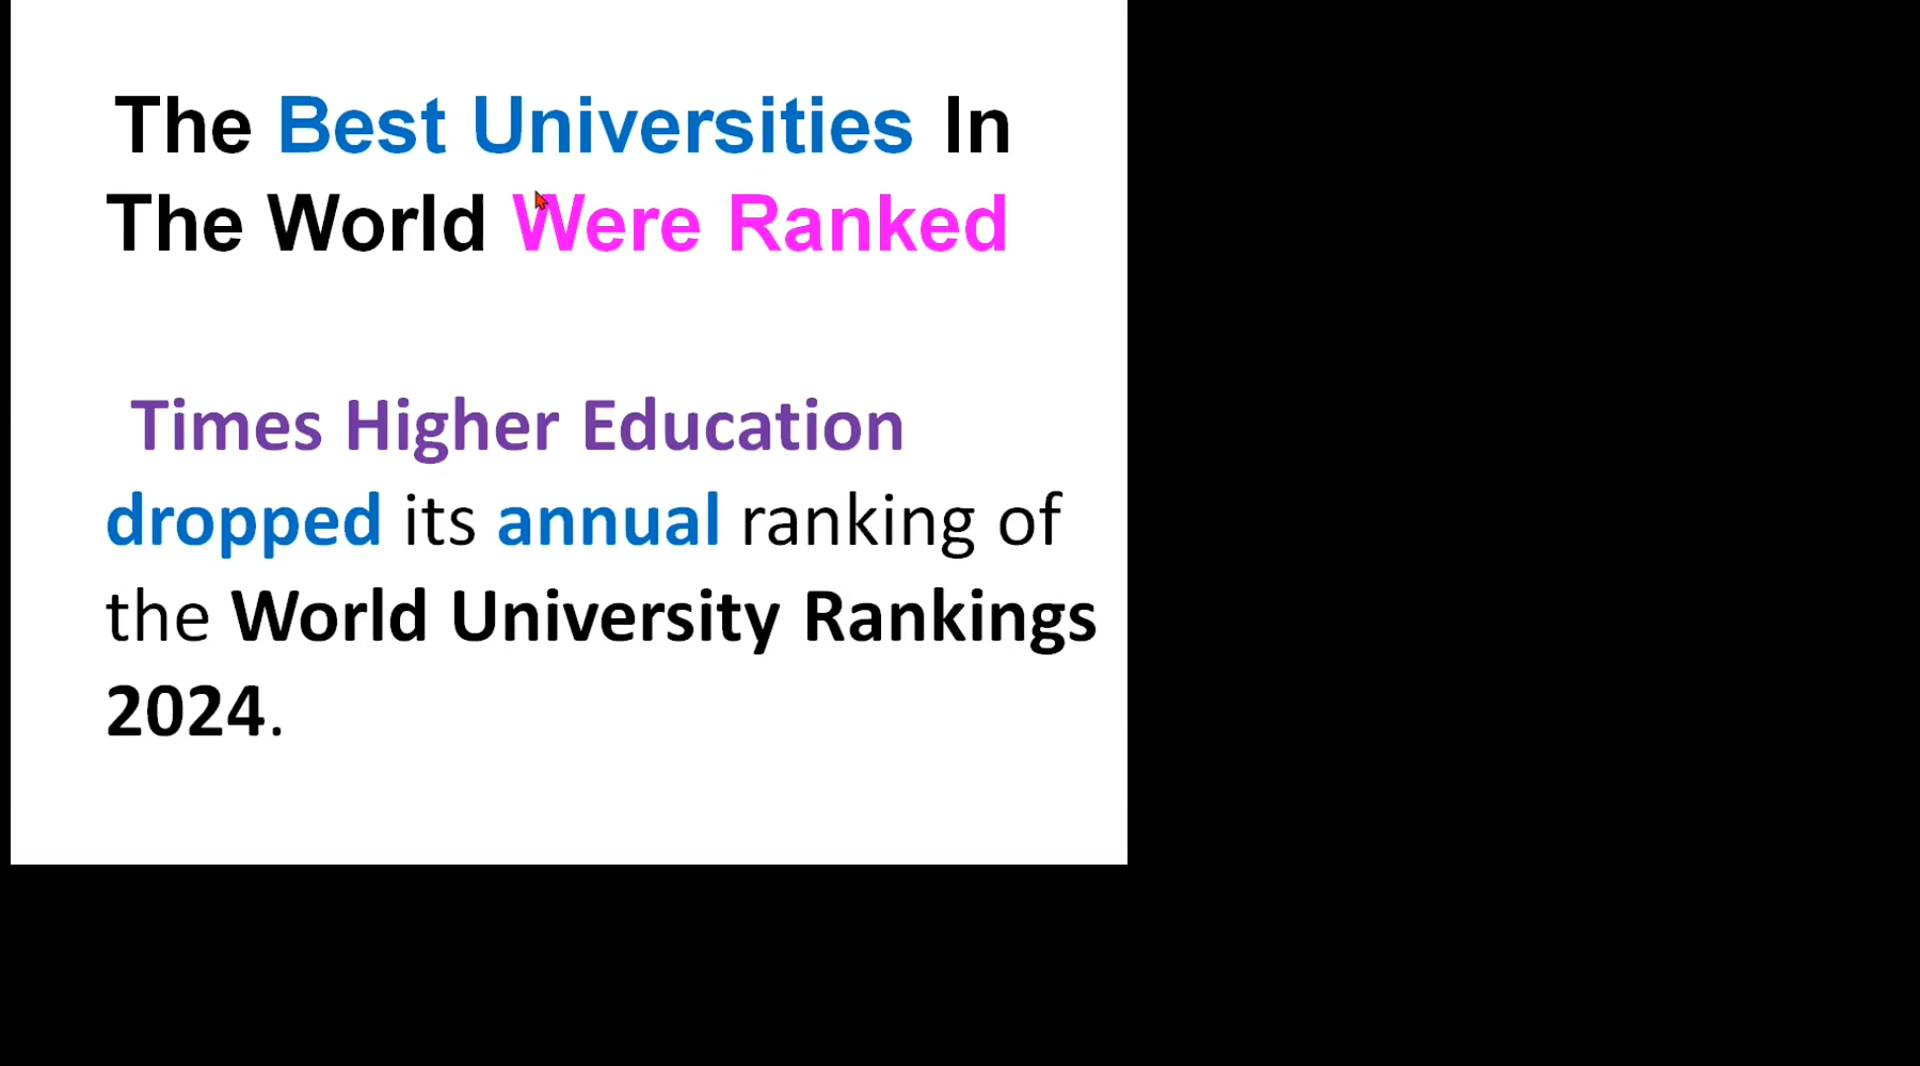 The Best Universities In
The World Were Ranked
Times Higher Education
dropped its annual ranking of
the World University Rankings
2024.